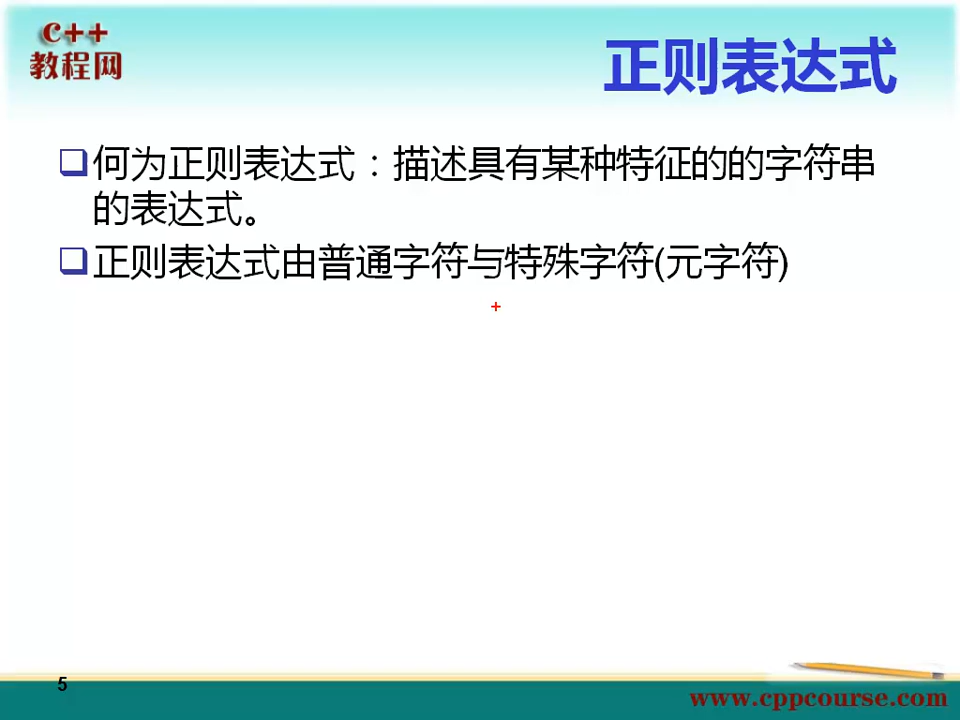 C++
教程网
正则表达式
何为正则表达式：描述具有某种特征的的字符串
的表达式。
正则表达式由普通字符与特殊字符(元字符)
5
www.cppcourse.com